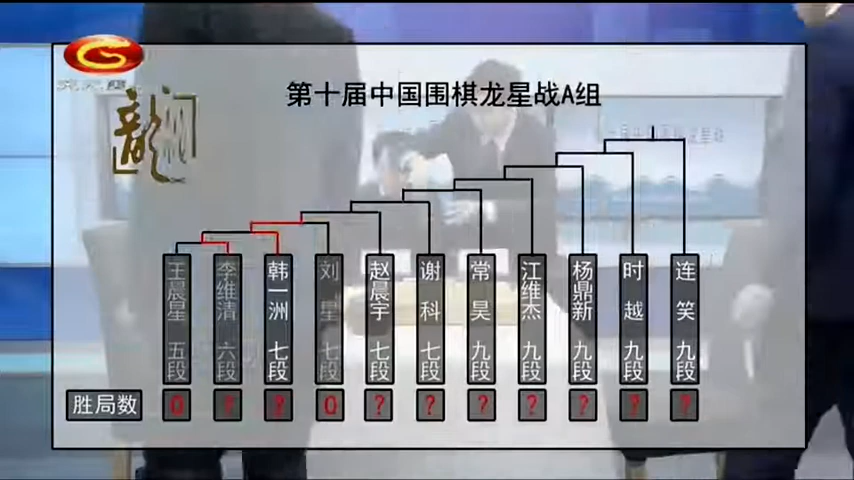 第十届中国围棋龙星战A组
王晨星 五段
李维清 六段
韩一洲 七段
刘星 七段
赵晨宇 七段
谢科 七段
常昊 九段
江维杰 九段
杨鼎新 九段
时越 九段
连笑 九段
胜局数 0 ? ? 0 ? ? ? ? ? ? ?